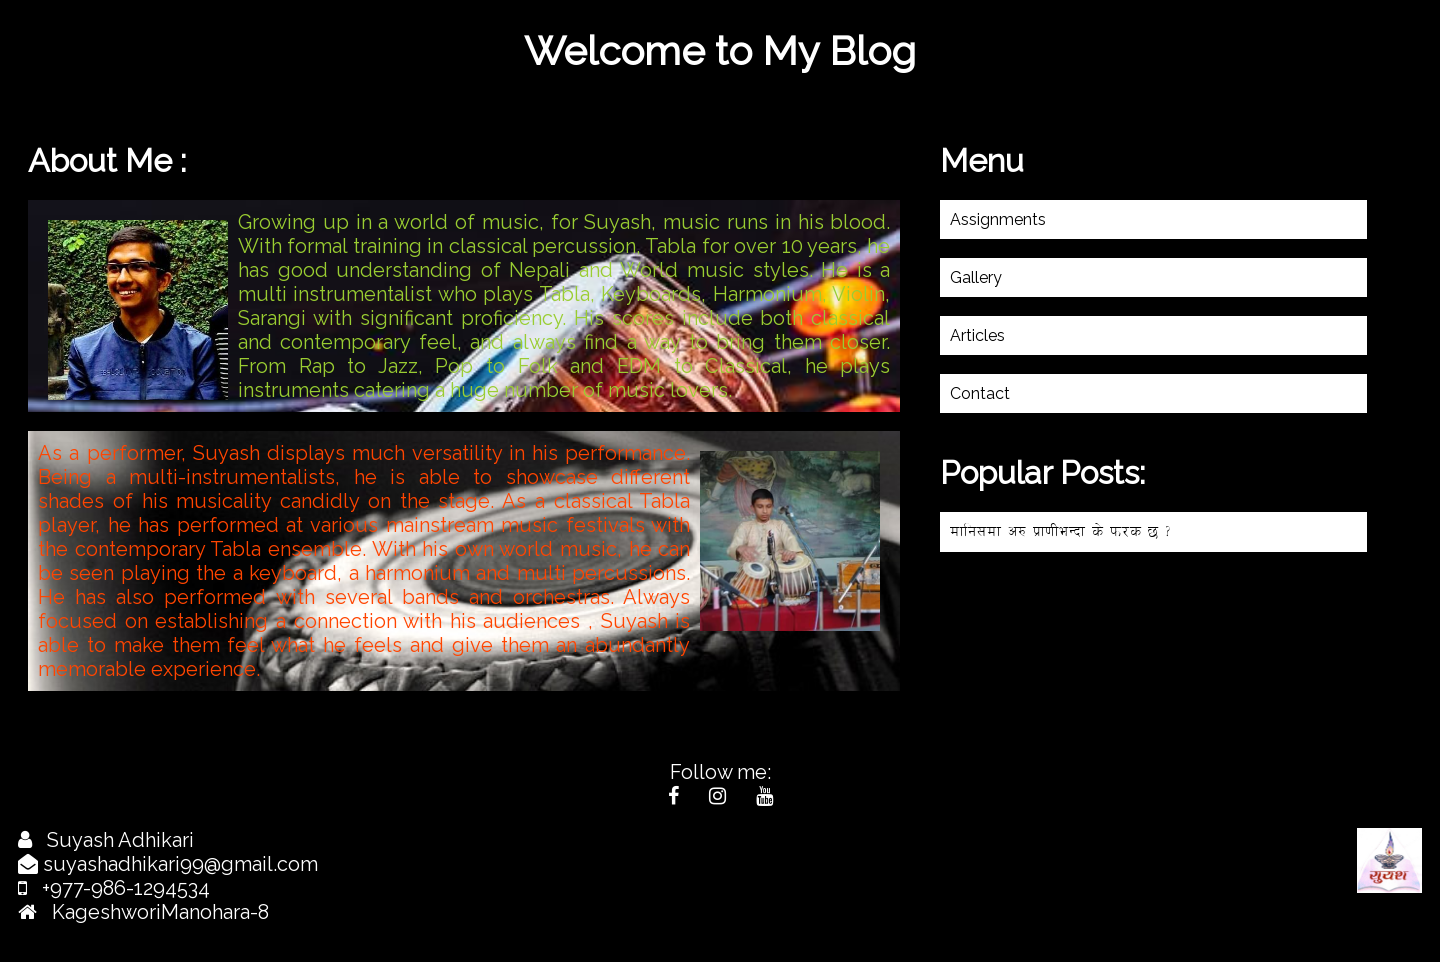 Welcome to My Blog
About Me :
Growing up in a world of music, for Suyash, music runs in his blood.
With formal training in classical percussion, Tabla for over 10 years, he
has good understanding of Nepali and World music styles. He is a
multi instrumentalist who plays Tabla, Keyboards, Harmonium, Violin,
Sarangi with significant proficiency. His scores include both classical
and contemporary feel, and always find a way to bring them closer.
From Rap to Jazz, Pop to Folk and EDM to Classical, he plays
instruments catering a huge number of music lovers.
As a performer, Suyash displays much versatility in his performance.
Being a multi-instrumentalists, he is able to showcase different
shades of his musicality candidly on the stage. As a classical Tabla
player, he has performed at various mainstream music festivals with
the contemporary Tabla ensemble. With his own world music, he can
be seen playing the a keyboard, a harmonium and multi percussions.
He has also performed with several bands and orchestras. Always
focused on establishing a connection with his audiences , Suyash is
able to make them feel what he feels and give them an abundantly
memorable experience.
Menu
Assignments
Gallery
Articles
Contact
Popular Posts:
मानिसमा अरु प्राणीभन्दा के फरक छ ?
Follow me:
You
Tube
Suyash Adhikari
suyashadhikari99@gmail.com
+977-986-1294534
KageshworiManohara-8
सुयश